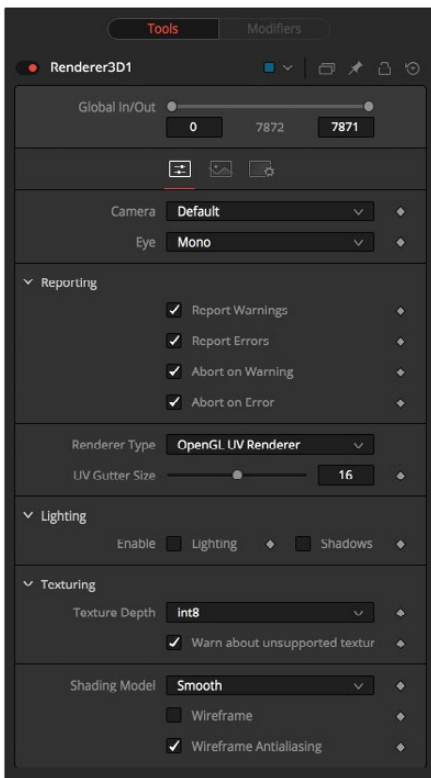 Tools Modifiers
Renderer3D1
Global In/Out
0 7872 7871
Camera Default
Eye Mono
Reporting
Report Warnings
Report Errors
Abort on Warning
Abort on Error
Renderer Type OpenGL UV Renderer
UV Gutter Size 16
Lighting
Enable Lighting Shadows
Texturing
Texture Depth int8
Warn about unsupported textur
Shading Model Smooth
Wireframe
Wireframe Antialiasing